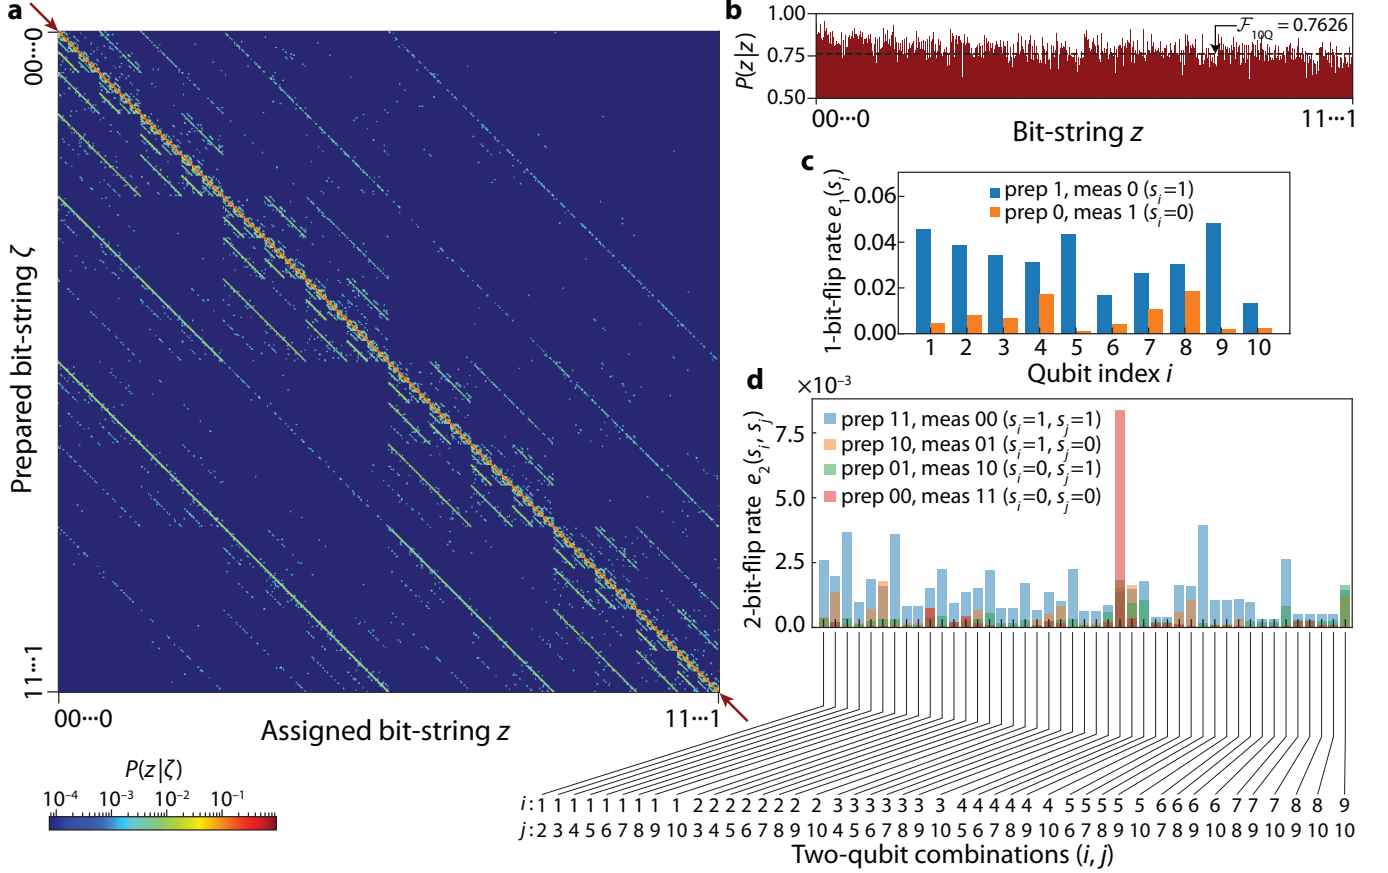 a
00···0
Prepared bit-string ζ
11···1
00···0
11···1
Assigned bit-string z
P(z|ζ)
10⁻⁴ 10⁻³ 10⁻² 10⁻¹
b
1.00
0.75
0.50
P(z|z)
ℱ₁₀Q = 0.7626
00···0
11···1
Bit-string z
c
1-bit-flip rate e₁(sᵢ)
0.06
0.04
0.02
0.00
prep 1, meas 0 (sᵢ=1)
prep 0, meas 1 (sᵢ=0)
1 2 3 4 5 6 7 8 9 10
Qubit index i
d
×10⁻³
2-bit-flip rate e₂(sᵢ, sⱼ)
7.5
5.0
2.5
0.0
prep 11, meas 00 (sᵢ=1, sⱼ=1)
prep 10, meas 01 (sᵢ=1, sⱼ=0)
prep 01, meas 10 (sᵢ=0, sⱼ=1)
prep 00, meas 11 (sᵢ=0, sⱼ=0)
i: 1 1 1 1 1 1 1 1 1 2 2 2 2 2 2 2 2 3 3 3 3 3 3 3 4 4 4 4 4 4 5 5 5 5 5 6 6 6 6 7 7 7 8 8 9
j: 2 3 4 5 6 7 8 9 10 3 4 5 6 7 8 9 10 4 5 6 7 8 9 10 5 6 7 8 9 10 6 7 8 9 10 7 8 9 10 8 9 10 9 10 10
Two-qubit combinations (i, j)